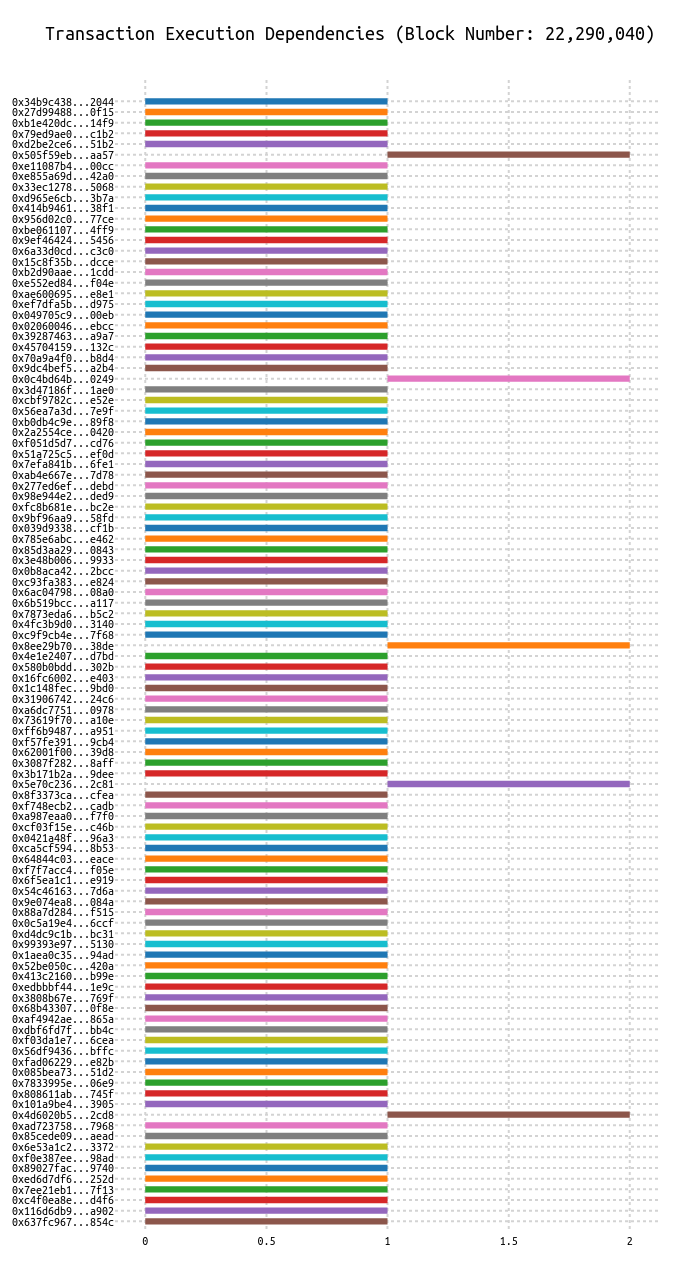 Transaction Execution Dependencies (Block Number: 22,290,040)
0x34b9c438...2044
0x27d99488...0f15
0xb1e420dc...14f9
0x79ed9ae0...c1b2
0xd2be2ce6...51b2
0x505f59eb...aa57
0xe11087b4...00cc
0xe855a69d...42a0
0x33ec1278...5068
0xd965e6cb...3b7a
0x414b9461...38f1
0x956d02c0...77ce
0xbe061107...4ff9
0x9ef46424...5456
0x6a33d0cd...c3c0
0x15c8f35b...dcce
0xb2d90aae...1cdd
0xe552ed84...f04e
0xae600695...e8e1
0xef7dfa5b...d975
0x049705c9...00eb
0x02060046...ebcc
0x39287463...a9a7
0x45704159...132c
0x70a9a4f0...b8d4
0x9dc4bef5...a2b4
0x0c4bd64b...0249
0x3d47186f...1ae0
0xcbf9782c...e52e
0x56ea7a3d...7e9f
0xb0db4c9e...89f8
0x2a2554ce...0420
0xf051d5d7...cd76
0x51a725c5...ef0d
0x7efa841b...6fe1
0xab4e667e...7d78
0x277ed6ef...debd
0x98e944e2...ded9
0xfc8b681e...bc2e
0x9bf96aa9...58fd
0x039d9338...cf1b
0x785e6abc...e462
0x85d3aa29...0843
0x3e48b006...9933
0x0b8aca42...2bcc
0xc93fa383...e824
0x6ac04798...08a0
0x6b519bcc...a117
0x7873eda6...b5c2
0x4fc3b9d0...3140
0xc9f9cb4e...7f68
0x8ee29b70...38de
0x4e1e2407...d7bd
0x580b0bdd...302b
0x16fc6002...e403
0x1c148fec...9bd0
0x31906742...24c6
0xa6dc7751...0978
0x73619f70...a10e
0xff6b9487...a951
0xf57fe391...9cb4
0x62001f00...39d8
0x3087f282...8aff
0x3b171b2a...9dee
0x5e70c236...2c81
0x8f3373ca...cfea
0xf748ecb2...cadb
0xa987eaa0...f7f0
0xcf03f15e...c46b
0x0421a48f...96a3
0xca5cf594...8b53
0x64844c03...eace
0xf7f7acc4...f05e
0x6f5ea1c1...e919
0x54c46163...7d6a
0x9e074ea8...084a
0x88a7d284...f515
0x0c5a19e4...6ccf
0xd4dc9c1b...bc31
0x99393e97...5130
0x1aea0c35...94ad
0x52be050c...420a
0x413c2160...b99e
0xedbbbf44...1e9c
0x3808b67e...769f
0x68b43307...0f8e
0xaf4942ae...865a
0xdbf6fd7f...bb4c
0xf03da1e7...6cea
0x56df9436...bffc
0xfad06229...e82b
0x085bea73...51d2
0x7833995e...06e9
0x808611ab...745f
0x101a9be4...3905
0x4d6020b5...2cd8
0xad723758...7968
0x85cede09...aead
0x6e53a1c2...3372
0xf0e387ee...98ad
0x89027fac...9740
0xed6d7df6...252d
0x7ee21eb1...7f13
0xc4f0ea8e...d4f6
0x116d6db9...a902
0x637fc967...854c
0 0.5 1 1.5 2